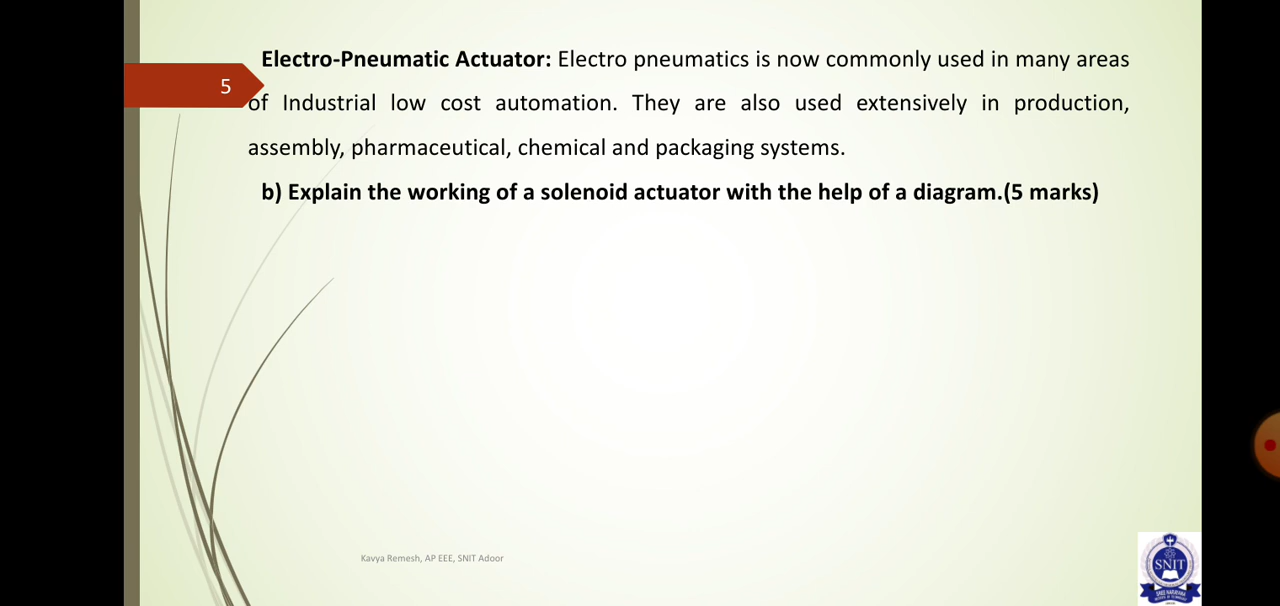 Electro-Pneumatic Actuator: Electro pneumatics is now commonly used in many areas
5
of Industrial low cost automation. They are also used extensively in production,
assembly, pharmaceutical, chemical and packaging systems.
b) Explain the working of a solenoid actuator with the help of a diagram.(5 marks)
Kavya Remesh, AP EEE, SNIT Adoor
SNIT